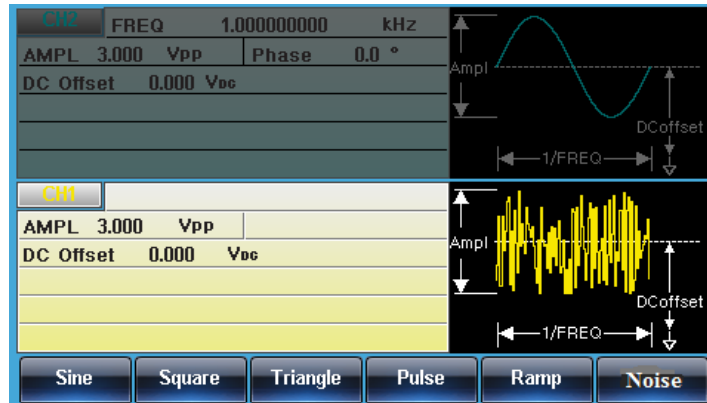 CH2 FREQ 1.000000000 kHz
AMPL 3.000 Vpp Phase 0.0 °
DC Offset 0.000 VDC
Ampl
DCoffset
1/FREQ
CH1
AMPL 3.000 Vpp
DC Offset 0.000 VDC
Ampl
DCoffset
1/FREQ
Sine Square Triangle Pulse Ramp Noise